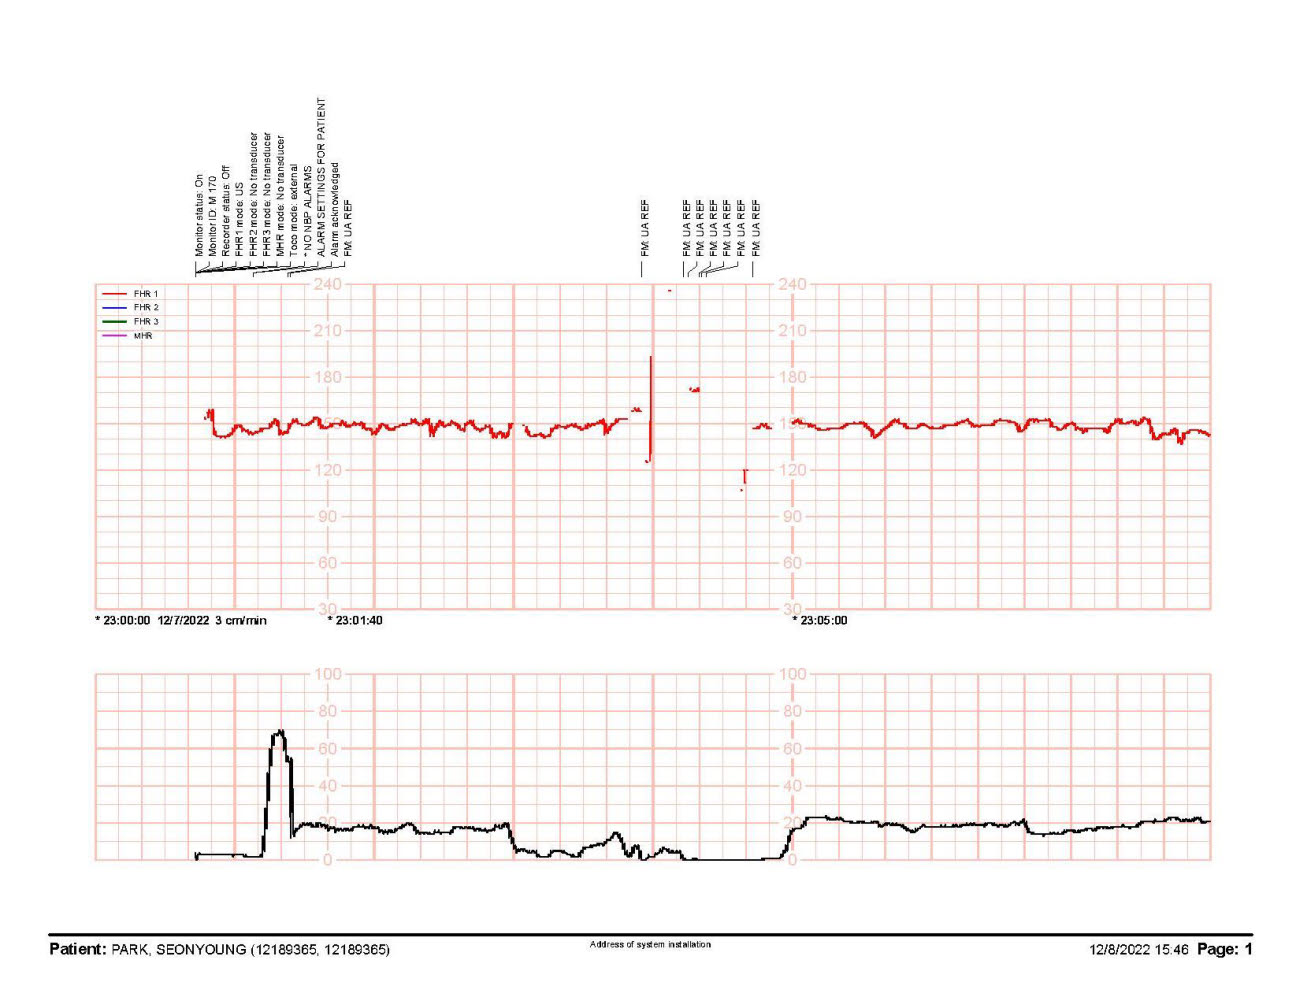 Monitor status: On
Monitor ID: M 170
Recorder status: Off
FHR1 mode: US
FHR2 mode: No transducer
FHR3 mode: No transducer
MHR mode: No transducer
Toco mode: external
* NO NBP ALARMS
ALARM SETTINGS FOR PATIENT
Alarm acknowledged
FM: UA REF
FM: UA REF
FM: UA REF
FM: UA REF
FM: UA REF
FM: UA REF
FM: UA REF
FM: UA REF
FHR 1
FHR 2
FHR 3
MHR
240 240
210 210
180 180
150 150
120 120
90 90
60 60
30 30
* 23:00:00 12/7/2022 3 cm/min * 23:01:40 * 23:05:00
100 100
80 80
60 60
40 40
20 20
0 0
Patient: PARK, SEONYOUNG (12189365, 12189365) Address of system installation 12/8/2022 15:46 Page: 1